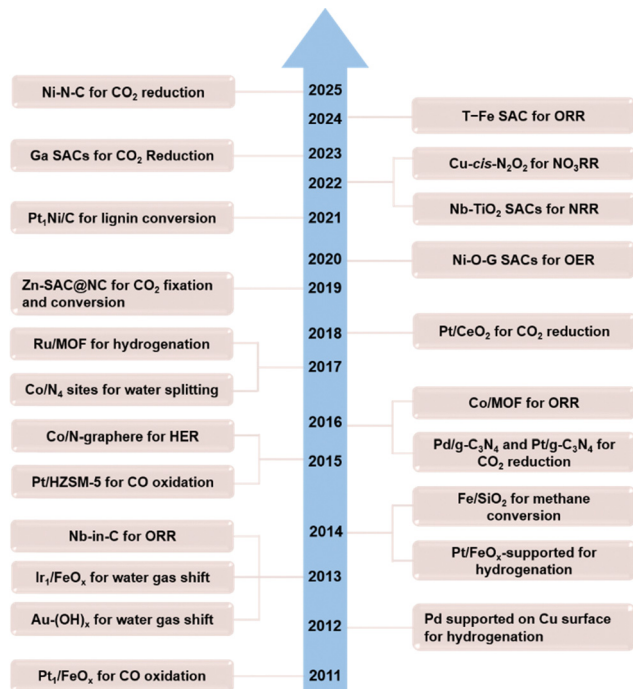 2025
Ni-N-C for CO₂ reduction
2024
T−Fe SAC for ORR
2023
Ga SACs for CO₂ Reduction
2022
Cu-cis-N₂O₂ for NO₃RR
Nb-TiO₂ SACs for NRR
2021
Pt₁Ni/C for lignin conversion
2020
Ni-O-G SACs for OER
2019
Zn-SAC@NC for CO₂ fixation
and conversion
2018
Pt/CeO₂ for CO₂ reduction
2017
Ru/MOF for hydrogenation
Co/N₄ sites for water splitting
2016
Co/MOF for ORR
Pd/g-C₃N₄ and Pt/g-C₃N₄ for
CO₂ reduction
2015
Co/N-graphere for HER
Pt/HZSM-5 for CO oxidation
2014
Fe/SiO₂ for methane
conversion
Pt/FeOₓ-supported for
hydrogenation
2013
Nb-in-C for ORR
Ir₁/FeOₓ for water gas shift
Au-(OH)ₓ for water gas shift
2012
Pd supported on Cu surface
for hydrogenation
2011
Pt₁/FeOₓ for CO oxidation